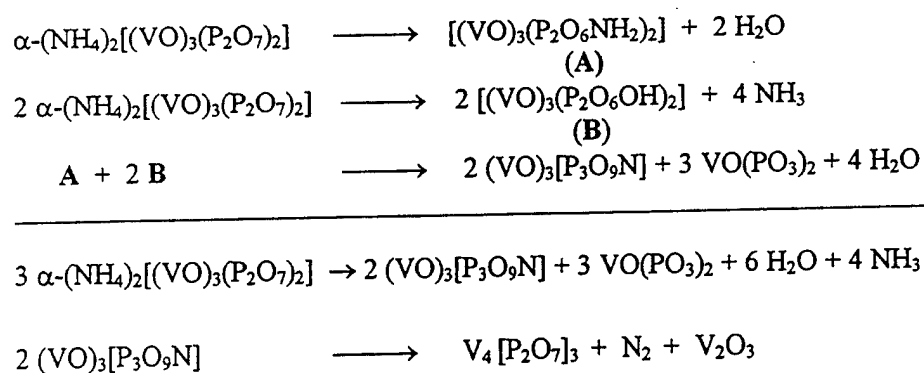 α-(NH₄)₂[(VO)₃(P₂O₇)₂] ⟶ [(VO)₃(P₂O₆NH₂)₂] + 2 H₂O
(A)
2 α-(NH₄)₂[(VO)₃(P₂O₇)₂] ⟶ 2 [(VO)₃(P₂O₆OH)₂] + 4 NH₃
(B)
A + 2 B ⟶ 2 (VO)₃[P₃O₉N] + 3 VO(PO₃)₂ + 4 H₂O
3 α-(NH₄)₂[(VO)₃(P₂O₇)₂] → 2 (VO)₃[P₃O₉N] + 3 VO(PO₃)₂ + 6 H₂O + 4 NH₃
2 (VO)₃[P₃O₉N] ⟶ V₄[P₂O₇]₃ + N₂ + V₂O₃